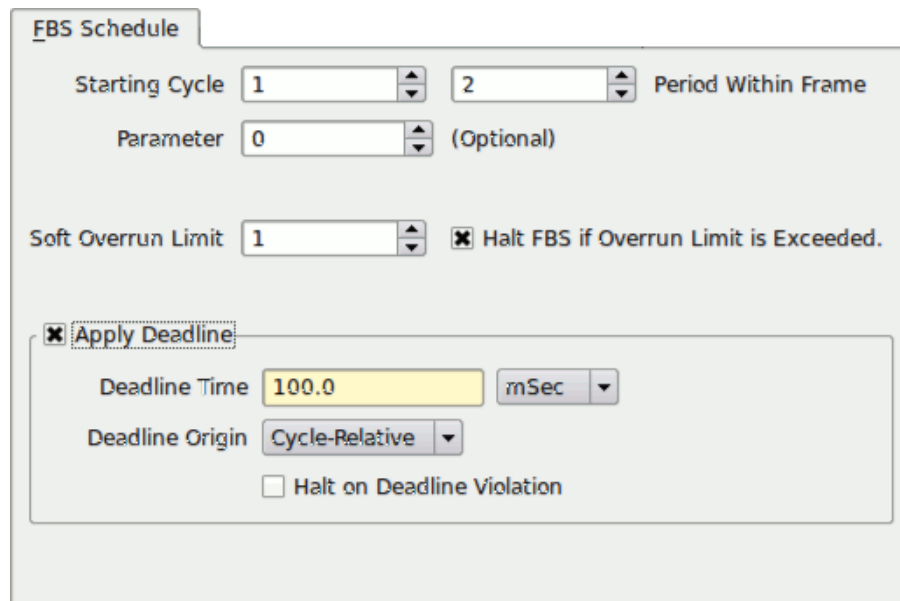 FBS Schedule
Starting Cycle 1 2 Period Within Frame
Parameter 0 (Optional)
Soft Overrun Limit 1 Halt FBS if Overrun Limit is Exceeded.
Apply Deadline
Deadline Time 100.0 mSec
Deadline Origin Cycle-Relative
Halt on Deadline Violation